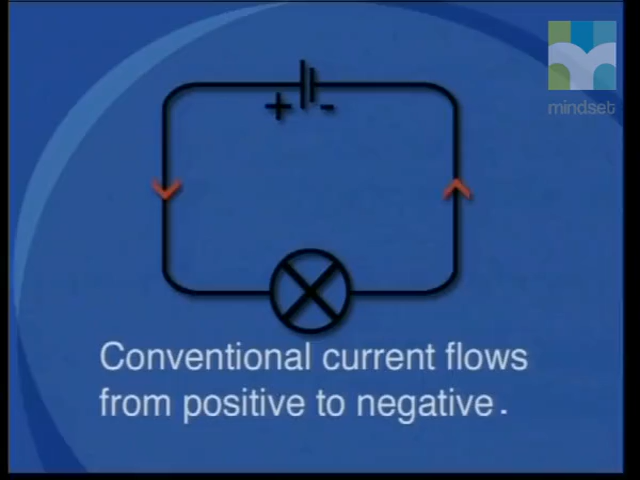 mindset
+ -
Conventional current flows
from positive to negative.